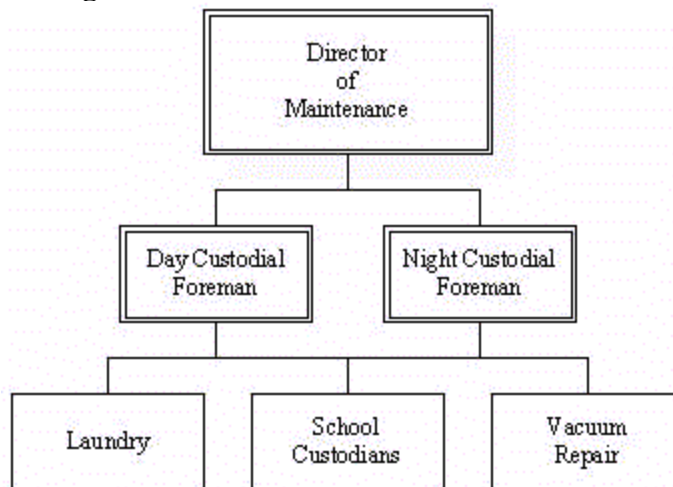 Director
of
Maintenance
Day Custodial
Foreman
Night Custodial
Foreman
Laundry
School
Custodians
Vacuum
Repair